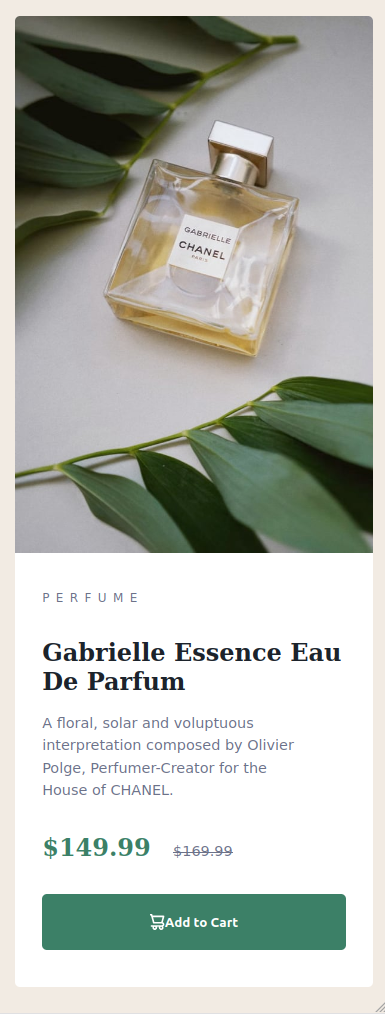 GABRIELLE
CHANEL
PARIS
PERFUME
Gabrielle Essence Eau
De Parfum
A floral, solar and voluptuous
interpretation composed by Olivier
Polge, Perfumer-Creator for the
House of CHANEL.
$149.99 $169.99
Add to Cart